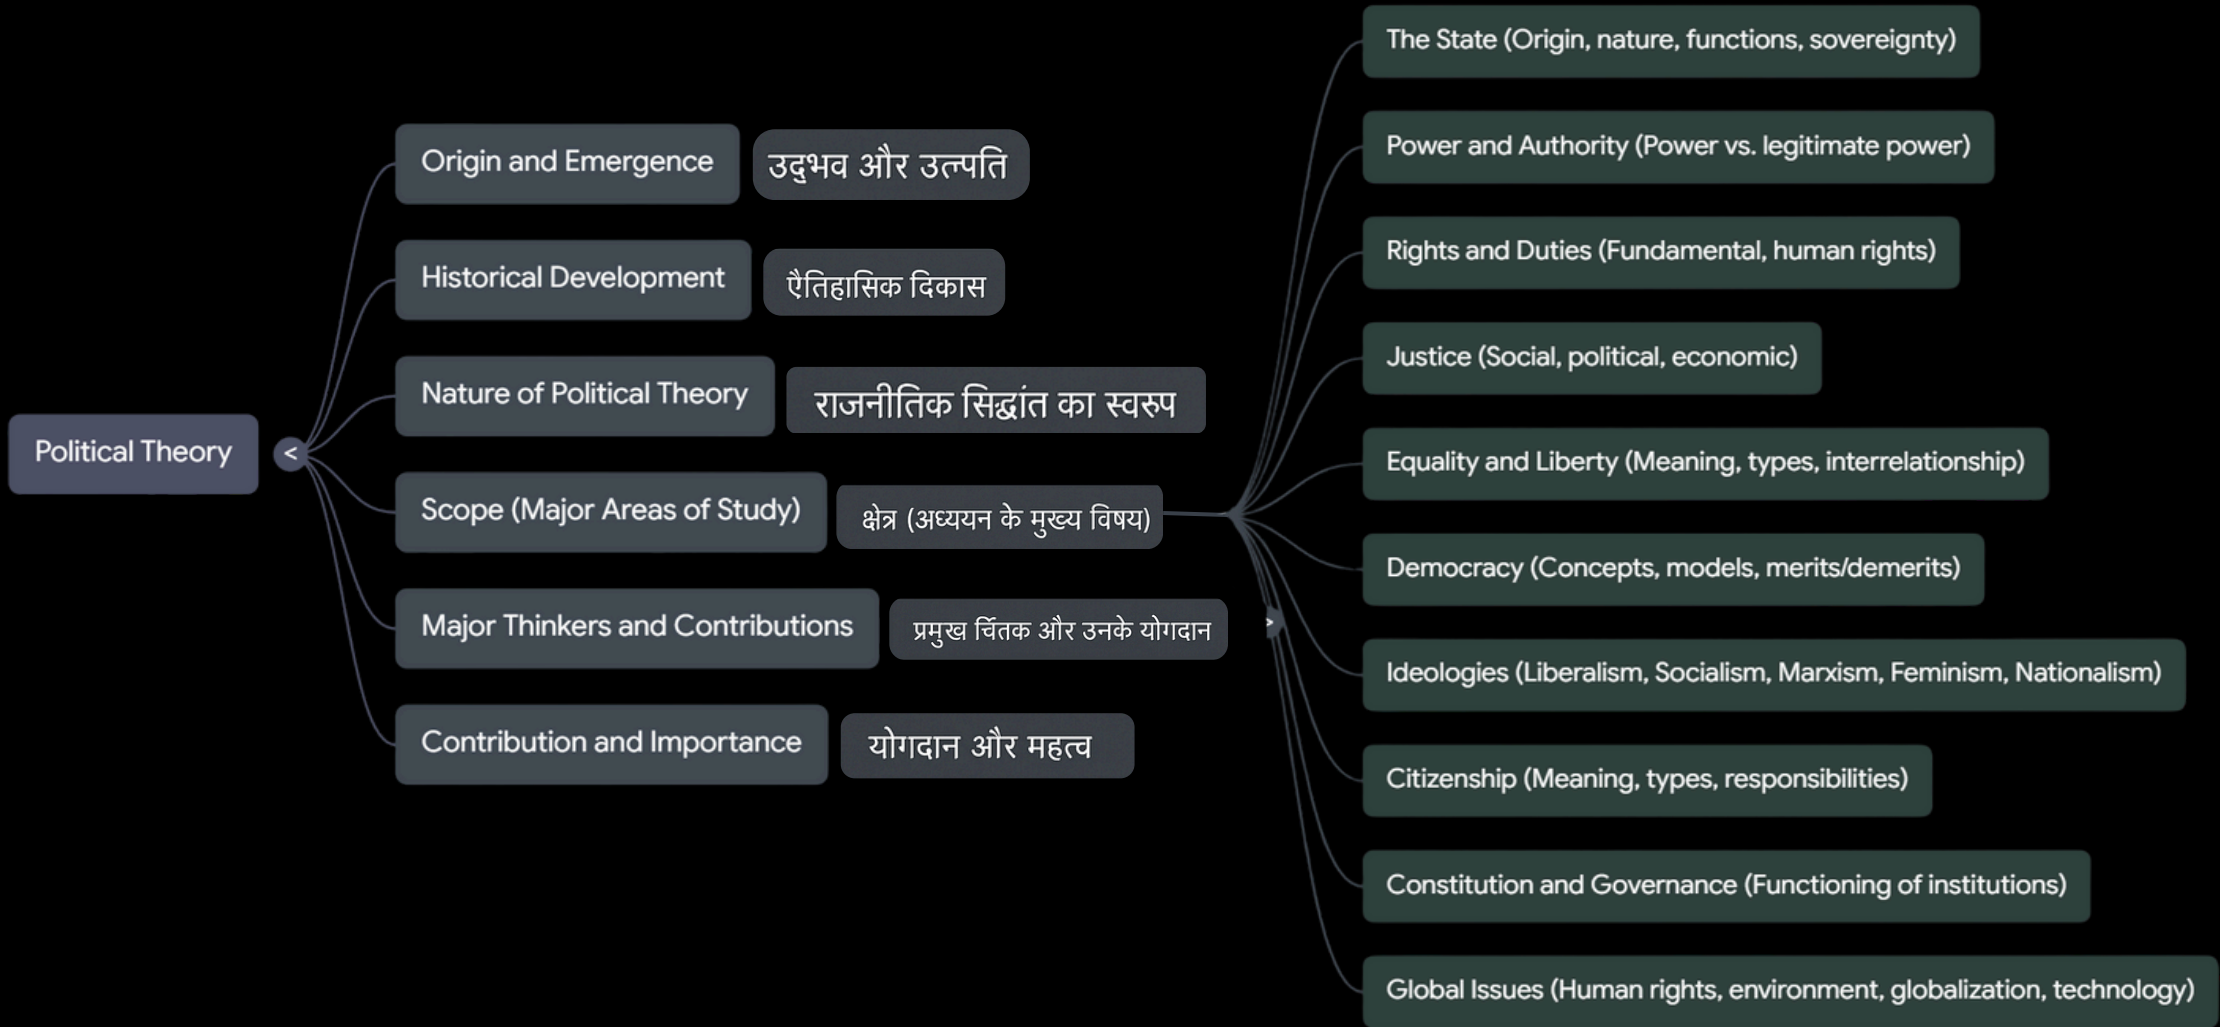 Political Theory
<
Origin and Emergence
उद्भव और उत्पति
Historical Development
ऐतिहासिक दिकास
Nature of Political Theory
राजनीतिक सिद्धांत का स्वरुप
Scope (Major Areas of Study)
क्षेत्र (अध्ययन के मुख्य विषय)
Major Thinkers and Contributions
प्रमुख चिंतक और उनके योगदान
>
Contribution and Importance
योगदान और महत्व
The State (Origin, nature, functions, sovereignty)
Power and Authority (Power vs. legitimate power)
Rights and Duties (Fundamental, human rights)
Justice (Social, political, economic)
Equality and Liberty (Meaning, types, interrelationship)
Democracy (Concepts, models, merits/demerits)
Ideologies (Liberalism, Socialism, Marxism, Feminism, Nationalism)
Citizenship (Meaning, types, responsibilities)
Constitution and Governance (Functioning of institutions)
Global Issues (Human rights, environment, globalization, technology)